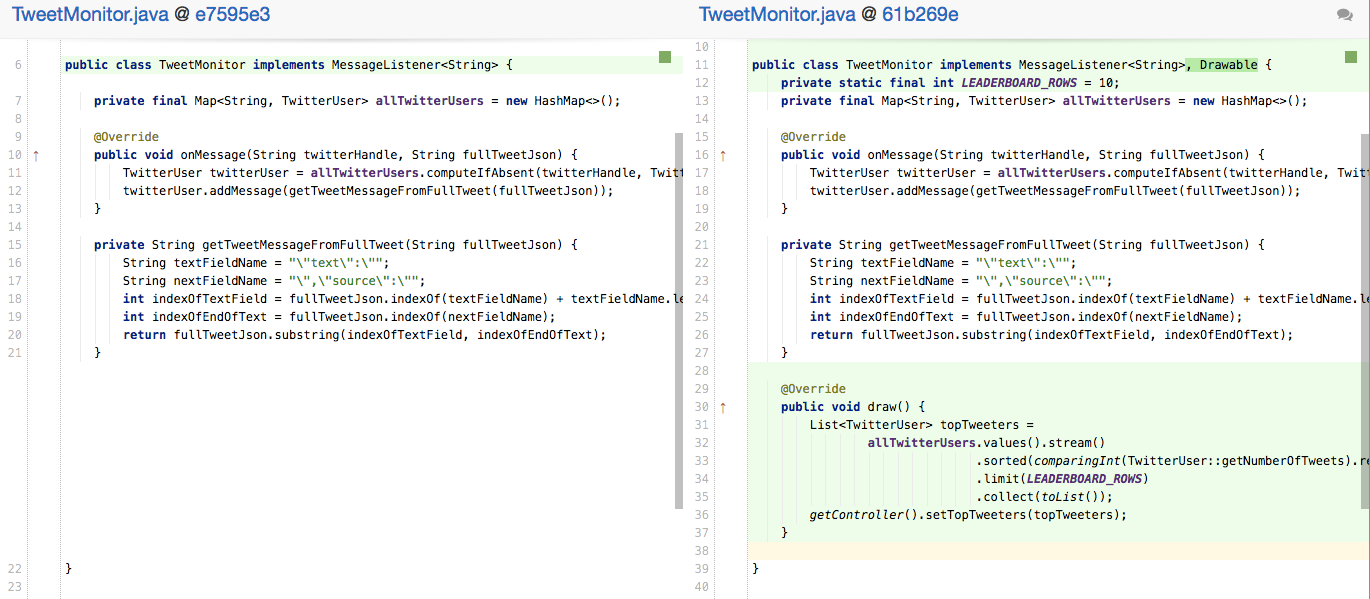 TweetMonitor.java @ e7595e3
6 public class TweetMonitor implements MessageListener<String> {
7 private final Map<String, TwitterUser> allTwitterUsers = new HashMap<>();
8
9 @Override
10 ↑ public void onMessage(String twitterHandle, String fullTweetJson) {
11 TwitterUser twitterUser = allTwitterUsers.computeIfAbsent(twitterHandle, Twitt
12 twitterUser.addMessage(getTweetMessageFromFullTweet(fullTweetJson));
13 }
14
15 private String getTweetMessageFromFullTweet(String fullTweetJson) {
16 String textFieldName = "\"text\":\"";
17 String nextFieldName = "\",\"source\":\"";
18 int indexOfTextField = fullTweetJson.indexOf(textFieldName) + textFieldName.le
19 int indexOfEndOfText = fullTweetJson.indexOf(nextFieldName);
20 return fullTweetJson.substring(indexOfTextField, indexOfEndOfText);
21 }
22 }
23
TweetMonitor.java @ 61b269e
10
11 public class TweetMonitor implements MessageListener<String>, Drawable {
12 private static final int LEADERBOARD_ROWS = 10;
13 private final Map<String, TwitterUser> allTwitterUsers = new HashMap<>();
14
15 @Override
16 ↑ public void onMessage(String twitterHandle, String fullTweetJson) {
17 TwitterUser twitterUser = allTwitterUsers.computeIfAbsent(twitterHandle, Twit
18 twitterUser.addMessage(getTweetMessageFromFullTweet(fullTweetJson));
19 }
20
21 private String getTweetMessageFromFullTweet(String fullTweetJson) {
22 String textFieldName = "\"text\":\"";
23 String nextFieldName = "\",\"source\":\"";
24 int indexOfTextField = fullTweetJson.indexOf(textFieldName) + textFieldName.le
25 int indexOfEndOfText = fullTweetJson.indexOf(nextFieldName);
26 return fullTweetJson.substring(indexOfTextField, indexOfEndOfText);
27 }
28
29 @Override
30 ↑ public void draw() {
31 List<TwitterUser> topTweeters =
32 allTwitterUsers.values().stream()
33 .sorted(comparingInt(TwitterUser::getNumberOfTweets).re
34 .limit(LEADERBOARD_ROWS)
35 .collect(toList());
36 getController().setTopTweeters(topTweeters);
37 }
38
39 }
40